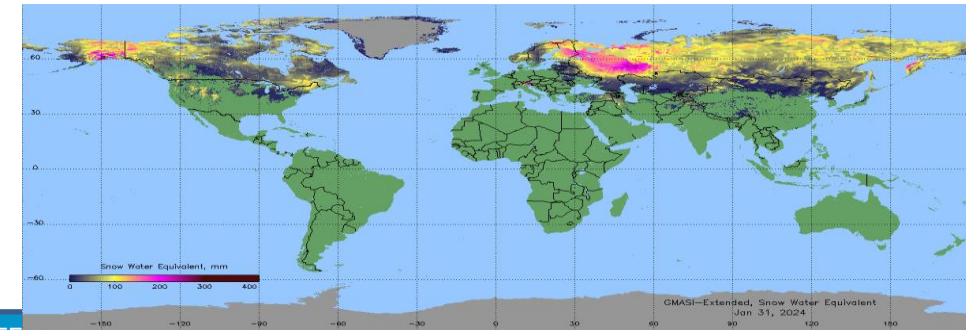 60
30
0
−30
−60
Snow Water Equivalent, mm
0 100 200 300 400
GMASI−Extended, Snow Water Equivalent
Jan 31, 2024
−150 −120 −90 −60 −30 0 30 60 90 120 150